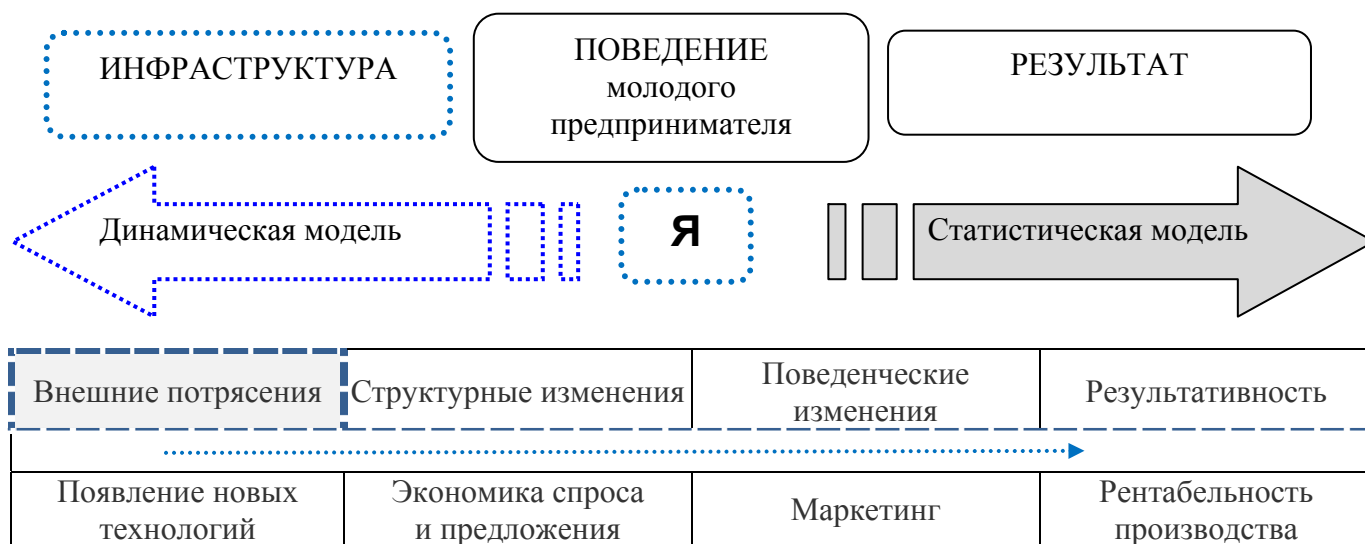 ИНФРАСТРУКТУРА
ПОВЕДЕНИЕ
молодого
предпринимателя
РЕЗУЛЬТАТ
Динамическая модель
Я
Статистическая модель
Внешние потрясения
Структурные изменения
Поведенческие
изменения
Результативность
Появление новых
технологий
Экономика спроса
и предложения
Маркетинг
Рентабельность
производства